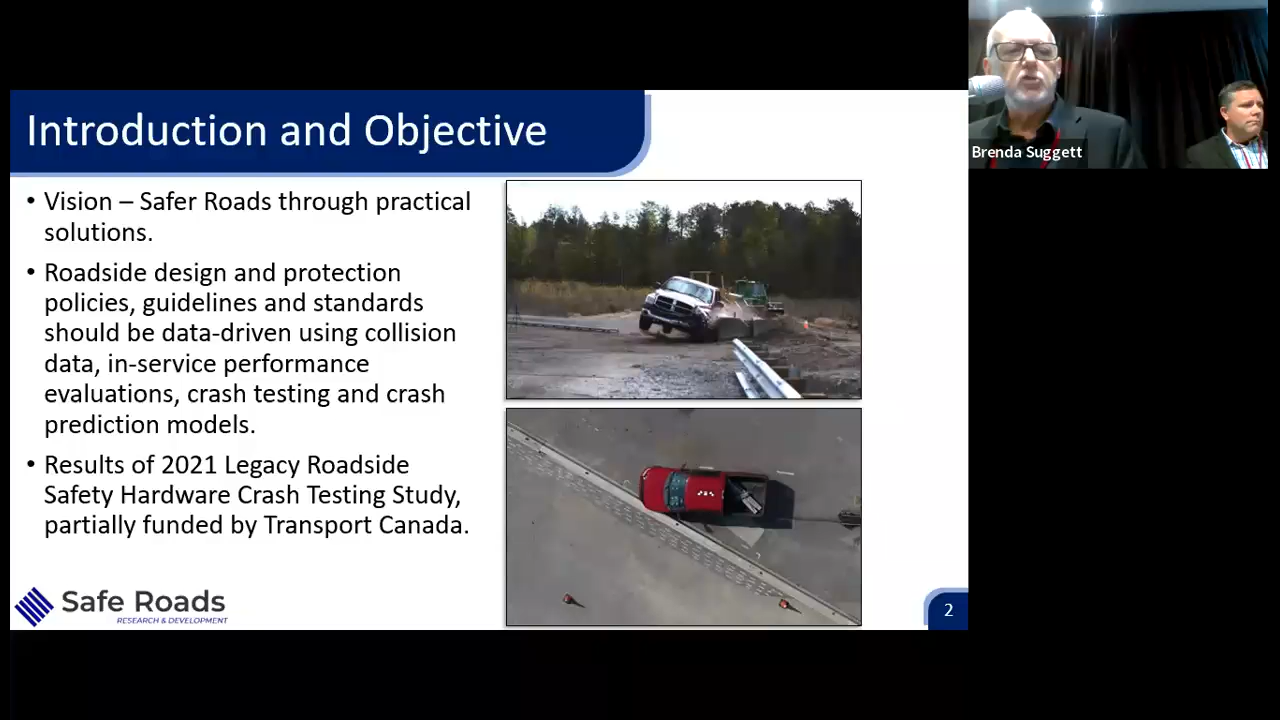 Introduction and Objective
• Vision – Safer Roads through practical
solutions.
• Roadside design and protection
policies, guidelines and standards
should be data-driven using collision
data, in-service performance
evaluations, crash testing and crash
prediction models.
• Results of 2021 Legacy Roadside
Safety Hardware Crash Testing Study,
partially funded by Transport Canada.
Safe Roads
RESEARCH & DEVELOPMENT
2
Brenda Suggett